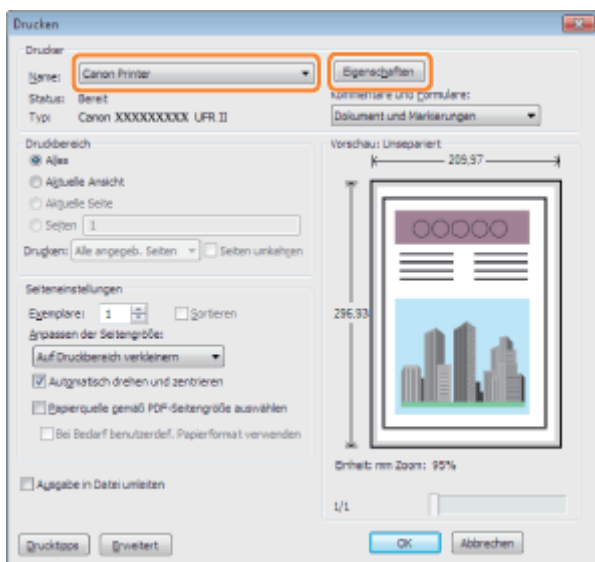 Drucken
Drucker
Name: Canon Printer
Eigenschaften
Status: Bereit
Kommentare und Formulare:
Typ: Canon XXXXXXXXX UFR II
Dokument und Markierungen
Druckbereich
Alles
Aktuelle Ansicht
Aktuelle Seite
Seiten 1
Drucken: Alle angegeb. Seiten Seiten umkehren
Seiteneinstellungen
Exemplare: 1 Sortieren
Anpassen der Seitengröße:
Auf Druckbereich verkleinern
Automatisch drehen und zentrieren
Papierquelle gemäß PDF-Seitengröße auswählen
Bei Bedarf benutzerdef. Papierformat verwenden
Ausgabe in Datei umleiten
Vorschau: Unsepariert
209,97
296,93
Einheit: mm Zoom: 95%
1/1
Drucktipps Erweitert OK Abbrechen